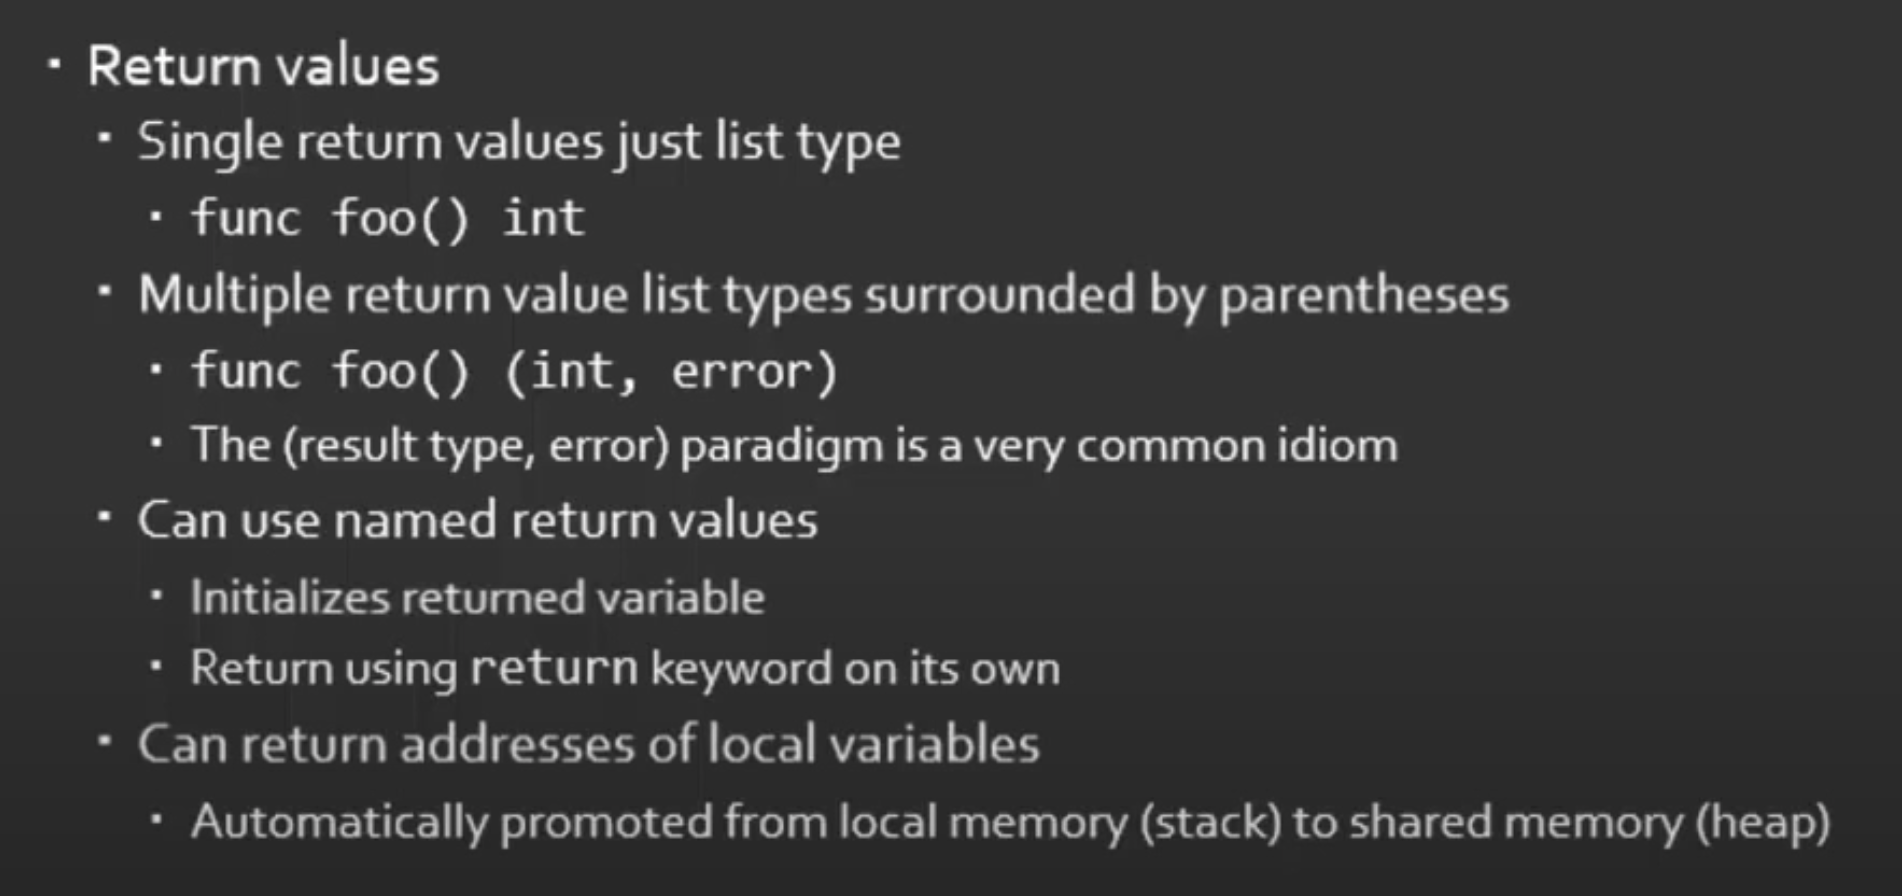 Return values
Single return values just list type
func foo() int
Multiple return value list types surrounded by parentheses
func foo() (int, error)
The (result type, error) paradigm is a very common idiom
Can use named return values
Initializes returned variable
Return using return keyword on its own
Can return addresses of local variables
Automatically promoted from local memory (stack) to shared memory (heap)